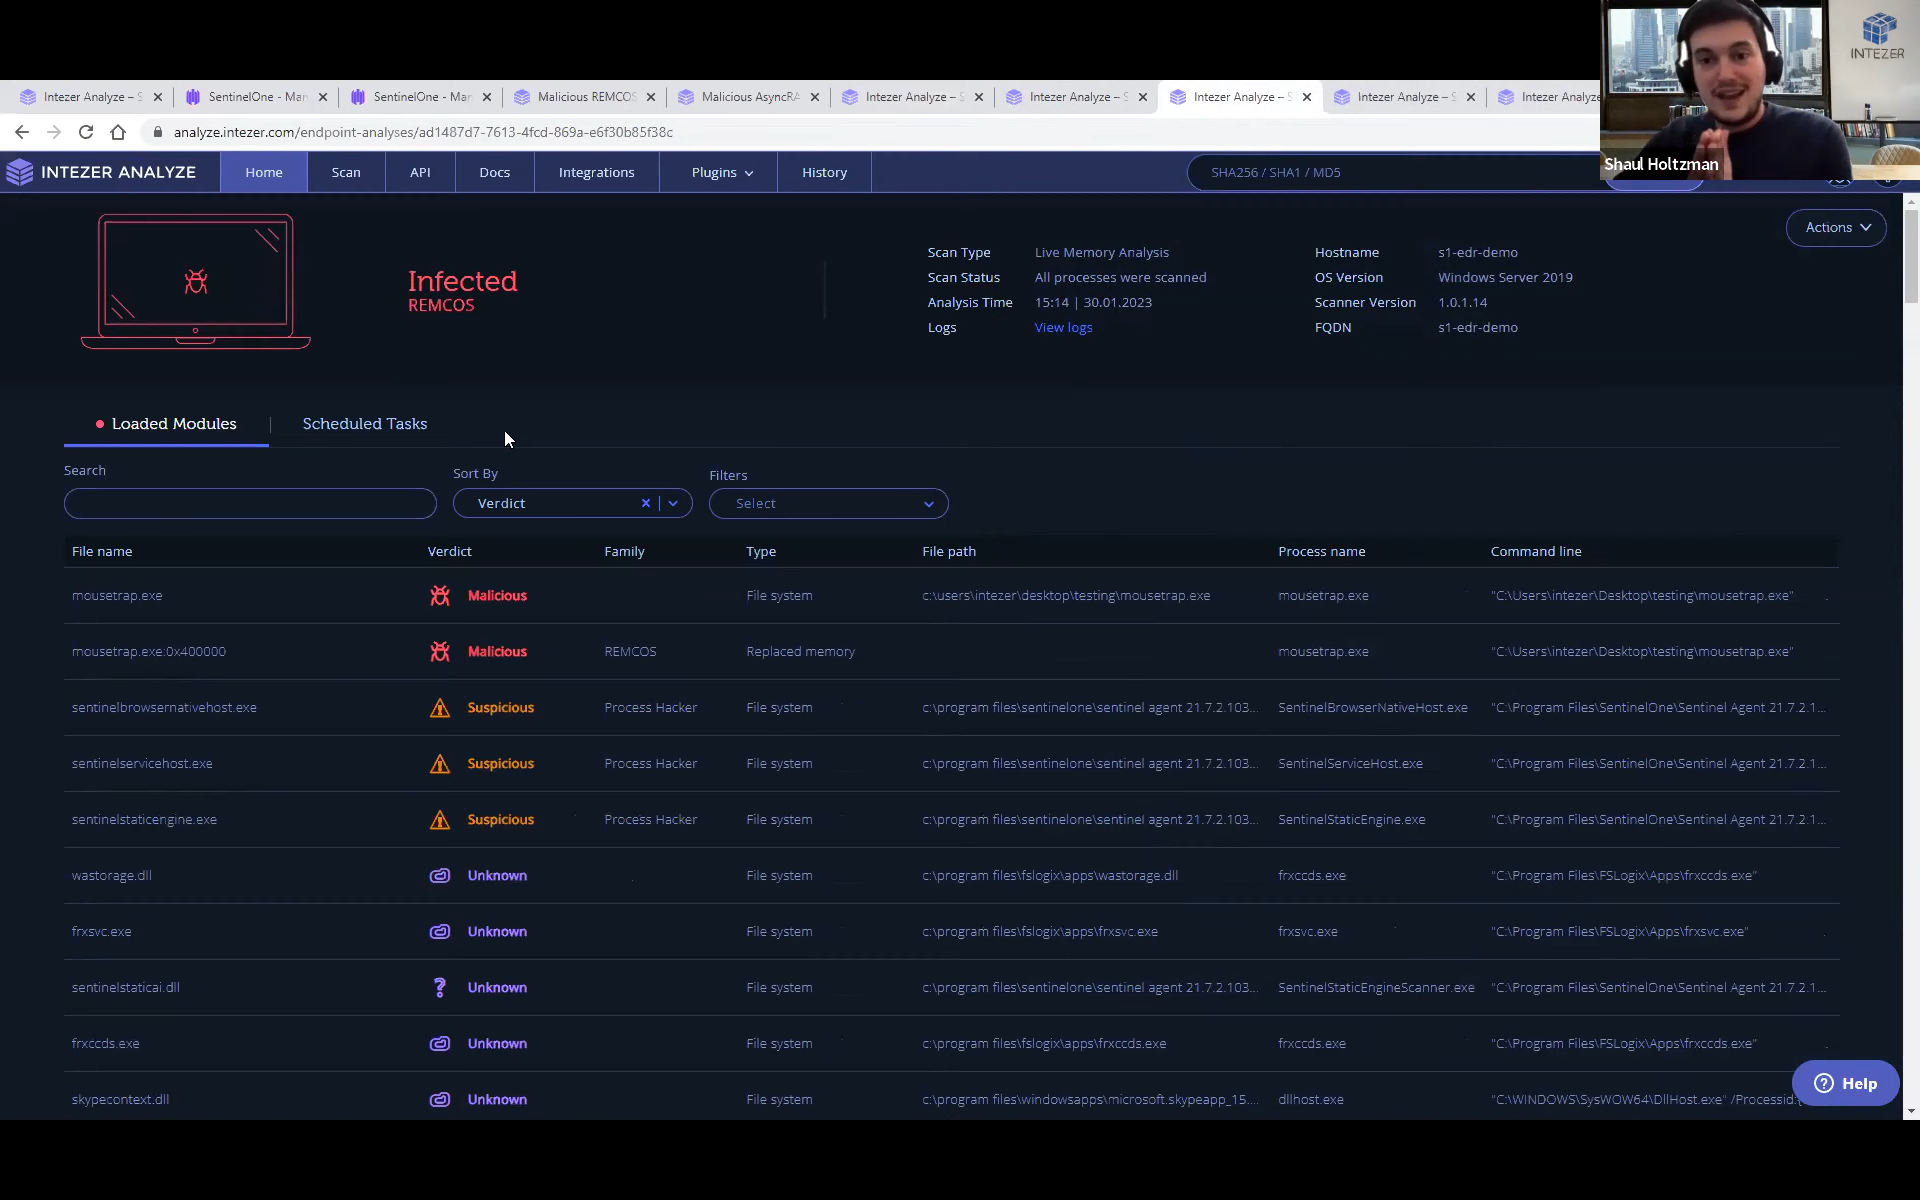 INTEZER
Intezer Analyze – S
SentinelOne - Man
SentinelOne - Man
Malicious REMCOS
Malicious AsyncRA
Intezer Analyze – S
Intezer Analyze – S
Intezer Analyze – S
Intezer Analyze – S
Intezer Analyze
analyze.intezer.com/endpoint-analyses/ad1487d7-7613-4fcd-869a-e6f30b85f38c
Shaul Holtzman
INTEZER ANALYZE Home Scan API Docs Integrations Plugins History SHA256 / SHA1 / MD5
Actions
Infected
REMCOS
Scan Type Live Memory Analysis Hostname s1-edr-demo
Scan Status All processes were scanned OS Version Windows Server 2019
Analysis Time 15:14 | 30.01.2023 Scanner Version 1.0.1.14
Logs View logs FQDN s1-edr-demo
Loaded Modules | Scheduled Tasks
Search Sort By Filters
Verdict Select
File name Verdict Family Type File path Process name Command line
mousetrap.exe Malicious File system c:\users\intezer\desktop\testing\mousetrap.exe mousetrap.exe "C:\Users\intezer\Desktop\testing\mousetrap.exe"
mousetrap.exe:0x400000 Malicious REMCOS Replaced memory mousetrap.exe "C:\Users\intezer\Desktop\testing\mousetrap.exe"
sentinelbrowsernativehost.exe Suspicious Process Hacker File system c:\program files\sentinelone\sentinel agent 21.7.2.103... SentinelBrowserNativeHost.exe "C:\Program Files\SentinelOne\Sentinel Agent 21.7.2.1...
sentinelservicehost.exe Suspicious Process Hacker File system c:\program files\sentinelone\sentinel agent 21.7.2.103... SentinelServiceHost.exe "C:\Program Files\SentinelOne\Sentinel Agent 21.7.2.1...
sentinelstaticengine.exe Suspicious Process Hacker File system c:\program files\sentinelone\sentinel agent 21.7.2.103... SentinelStaticEngine.exe "C:\Program Files\SentinelOne\Sentinel Agent 21.7.2.1...
wastorage.dll Unknown File system c:\program files\fslogix\apps\wastorage.dll frxccds.exe "C:\Program Files\FSLogix\Apps\frxccds.exe"
frxsvc.exe Unknown File system c:\program files\fslogix\apps\frxsvc.exe frxsvc.exe "C:\Program Files\FSLogix\Apps\frxsvc.exe"
sentinelstaticai.dll Unknown File system c:\program files\sentinelone\sentinel agent 21.7.2.103... SentinelStaticEngineScanner.exe "C:\Program Files\SentinelOne\Sentinel Agent 21.7.2.1...
frxccds.exe Unknown File system c:\program files\fslogix\apps\frxccds.exe frxccds.exe "C:\Program Files\FSLogix\Apps\frxccds.exe"
skypecontext.dll Unknown File system c:\program files\windowsapps\microsoft.skypeapp_15.... dllhost.exe "C:\WINDOWS\SysWOW64\DllHost.exe" /Processid:{
Help